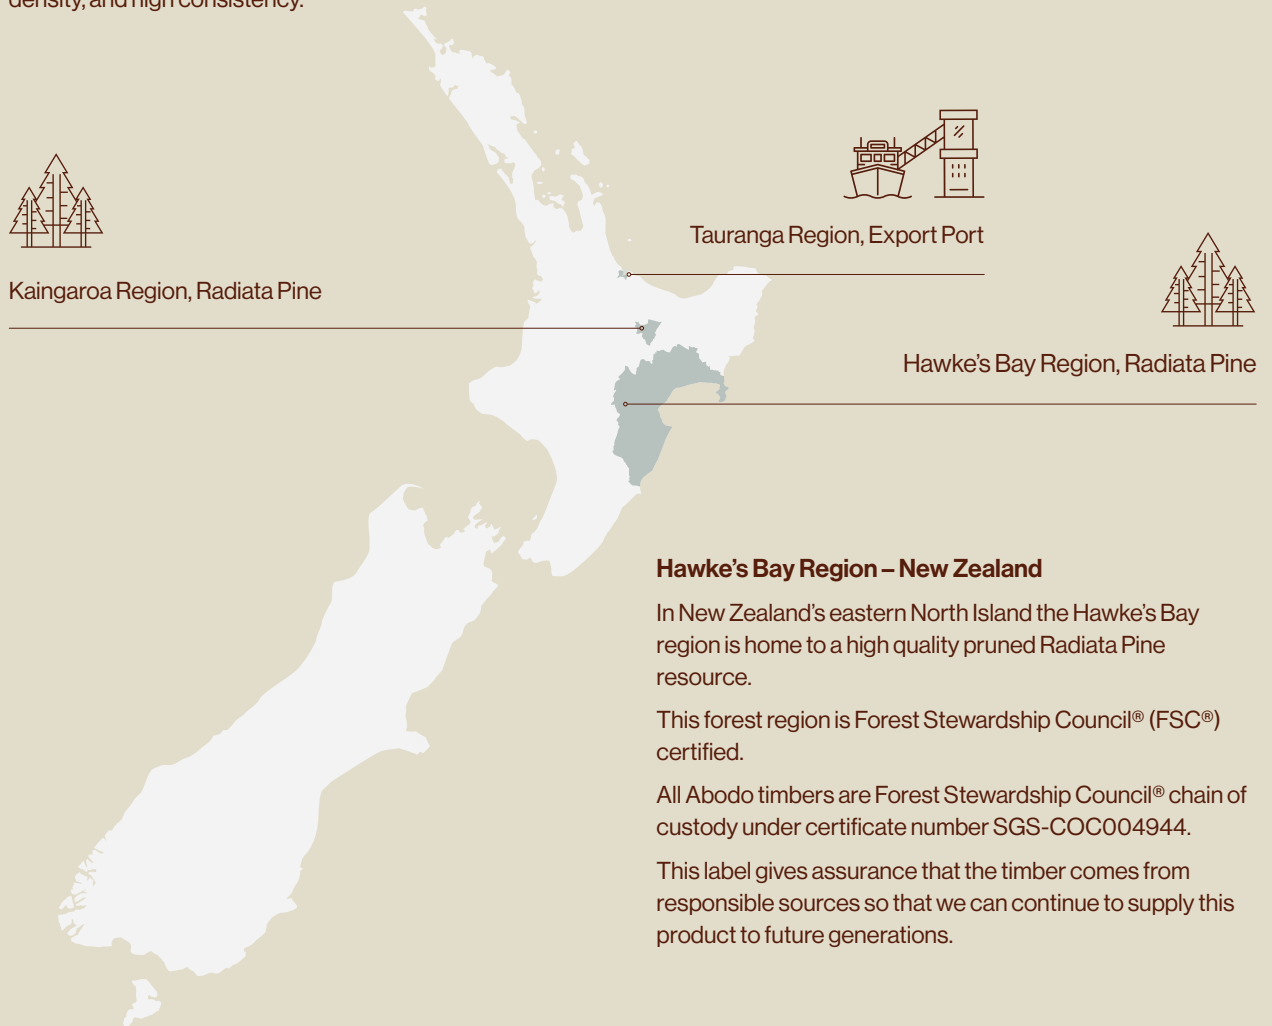 density, and high consistency.
Tauranga Region, Export Port
Kaingaroa Region, Radiata Pine
Hawke’s Bay Region, Radiata Pine
Hawke’s Bay Region – New Zealand
In New Zealand’s eastern North Island the Hawke’s Bay
region is home to a high quality pruned Radiata Pine
resource.
This forest region is Forest Stewardship Council® (FSC®)
certified.
All Abodo timbers are Forest Stewardship Council® chain of
custody under certificate number SGS-COC004944.
This label gives assurance that the timber comes from
responsible sources so that we can continue to supply this
product to future generations.